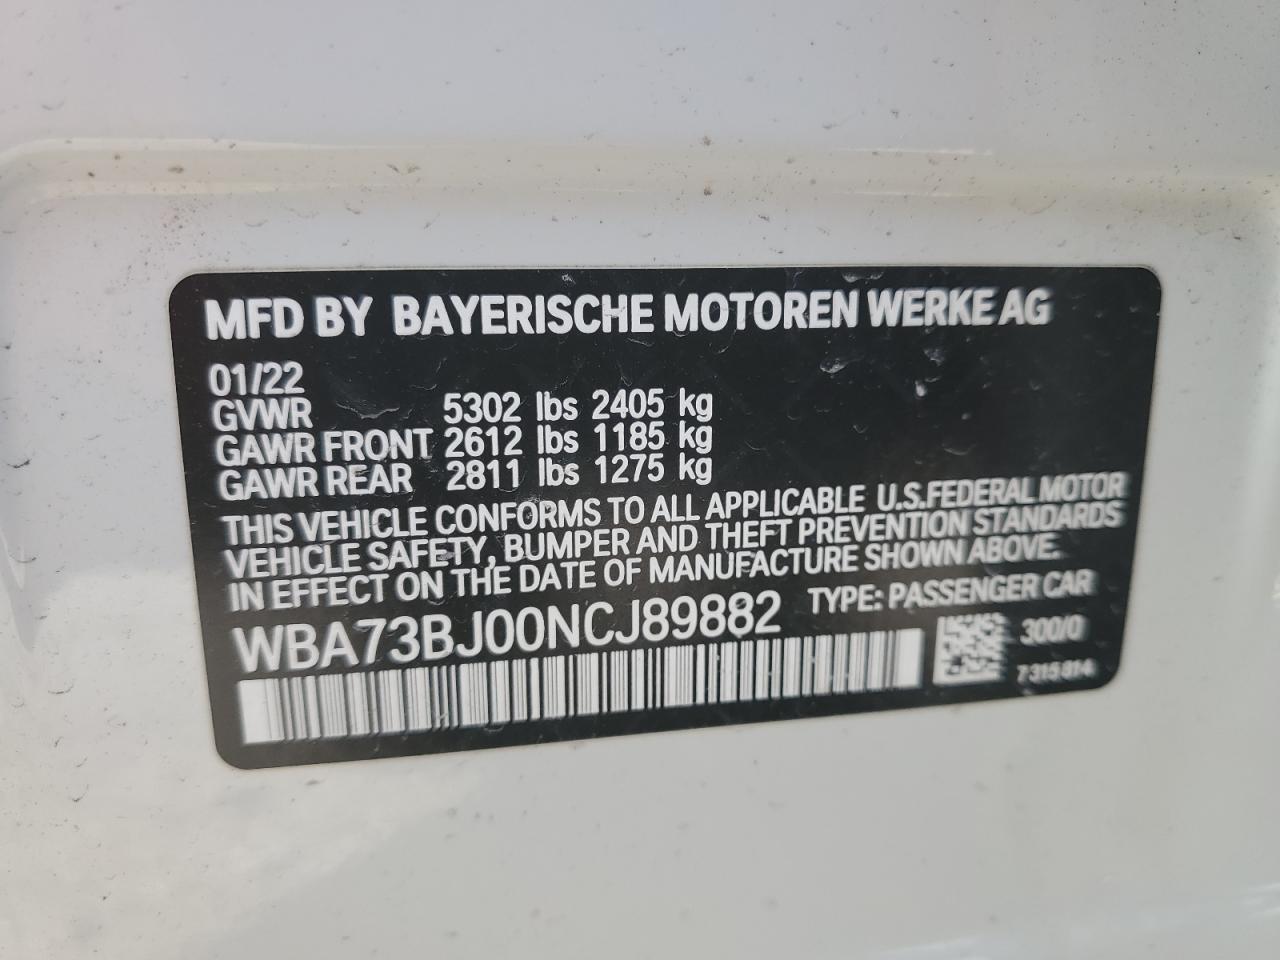 MFD BY BAYERISCHE MOTOREN WERKE AG
01/22
GVWR 5302 lbs 2405 kg
GAWR FRONT 2612 lbs 1185 kg
GAWR REAR 2811 lbs 1275 kg
THIS VEHICLE CONFORMS TO ALL APPLICABLE U.S.FEDERAL MOTOR
VEHICLE SAFETY, BUMPER AND THEFT PREVENTION STANDARDS
IN EFFECT ON THE DATE OF MANUFACTURE SHOWN ABOVE.
WBA73BJ00NCJ89882 TYPE: PASSENGER CAR
300/0
7 315 814